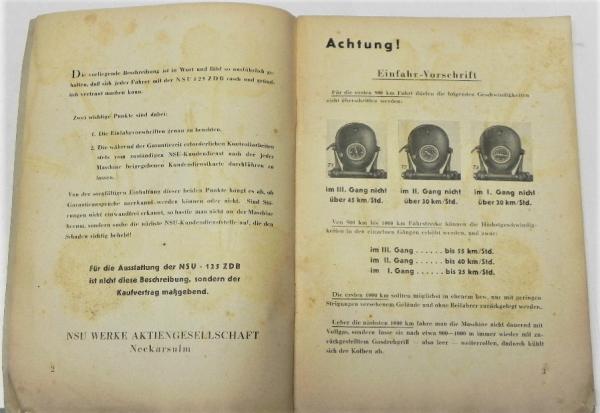 Die vorliegende Beschreibung ist in Wort und Bild so ausführlich ge-
halten, daß sich jeder Fahrer mit der NSU 125 ZDB rasch und gründ-
lich vertraut machen kann.
Zwei wichtige Punkte sind dabei:
1. Die Einfahrvorschriften genau zu beachten.
2. Die während der Garantiezeit erforderlichen Kontrollarbeiten
stets vom zuständigen NSU-Kundendienst nach der jeder
Maschine beigegebenen Kundendienstkarte durchführen zu
lassen.
Von der sorgfältigen Einhaltung dieser beiden Punkte hängt es ab, ob
Garantieansprüche anerkannt werden können oder nicht. Sind Stö-
rungen nicht einwandfrei erkannt, so bastle man nicht an der Maschine
herum, sondern suche die nächste NSU-Kundendienststelle auf, die den
Schaden richtig behebt!
Für die Ausstattung der NSU - 125 ZDB
ist nicht diese Beschreibung, sondern der
Kaufvertrag maßgebend.
NSU WERKE AKTIENGESELLSCHAFT
Neckarsulm
2
Achtung!
Einfahr-Vorschrift
Für die ersten 500 km Fahrt dürfen die folgenden Geschwindigkeiten
nicht überschritten werden:
im III. Gang nicht
über 45 km/Std.
im II. Gang nicht
über 30 km/Std.
im I. Gang nicht
über 20 km/Std.
Von 500 km bis 1000 km Fahrstrecke können die Höchstgeschwindig-
keiten in den einzelnen Gängen erhöht werden, und zwar:
im III. Gang ...... bis 55 km/Std.
im II. Gang ...... bis 40 km/Std.
im I. Gang ...... bis 25 km/Std.
Die ersten 1000 km sollten möglichst in ebenem bzw. nur mit geringen
Steigungen versehenem Gelände und ohne Beifahrer zurückgelegt werden.
Ueber die nächsten 1000 km fahre man die Maschine nicht dauernd mit
Vollgas, sondern lasse sie nach etwa 900—1000 m immer wieder mit zu-
rückgestelltem Gasdrehgriff — also leer — weiterrollen, dadurch kühlt
sich der Kolben ab.
3